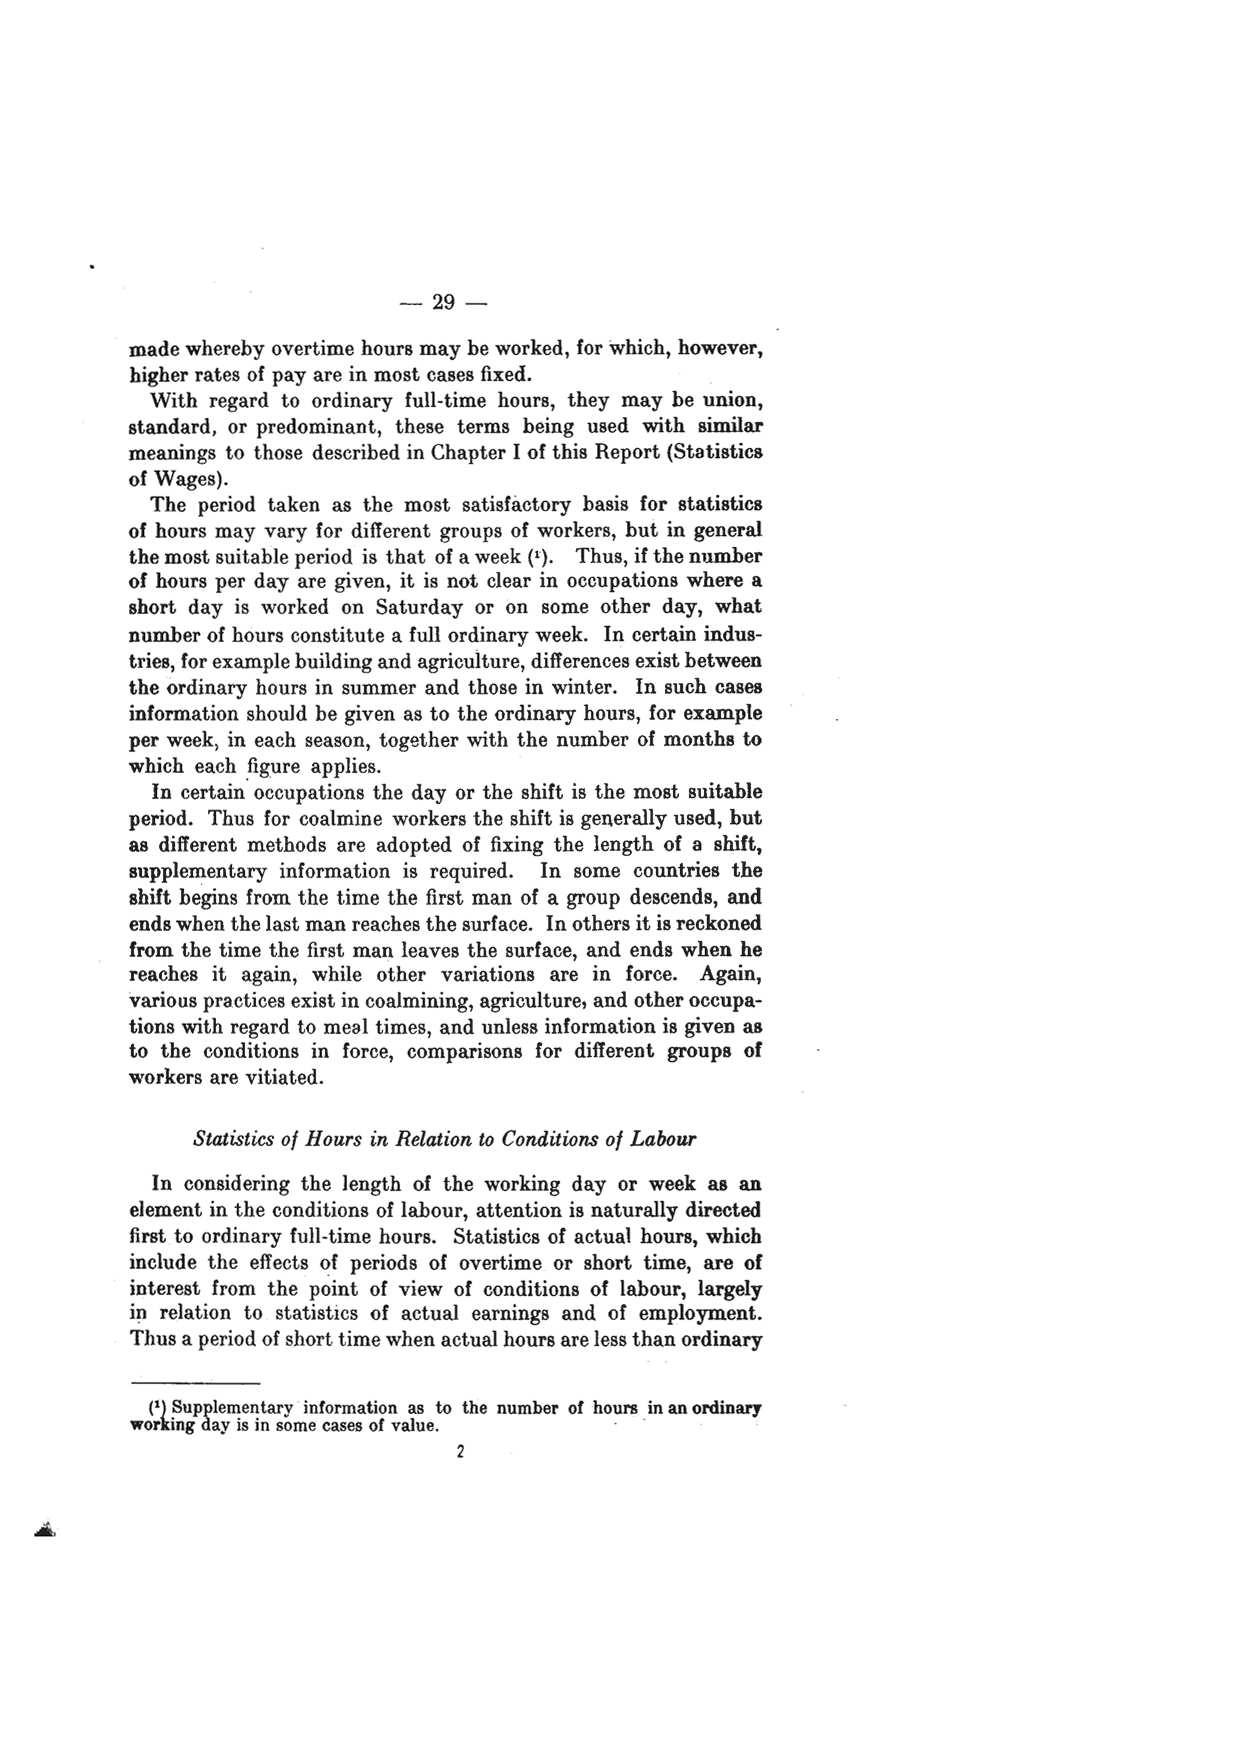 — 29 —
made whereby overtime hours may be worked, for which, however,
higher rates of pay are in most cases fixed.
With regard to ordinary full-time hours, they may be union,
standard, or predominant, these terms being used with similar
meanings to those described in Chapter I of this Report (Statistics
of Wages).
The period taken as the most satisfactory basis for statistics
of hours may vary for different groups of workers, but in general
the most suitable period is that of a week (¹). Thus, if the number
of hours per day are given, it is not clear in occupations where a
short day is worked on Saturday or on some other day, what
number of hours constitute a full ordinary week. In certain indus-
tries, for example building and agriculture, differences exist between
the ordinary hours in summer and those in winter. In such cases
information should be given as to the ordinary hours, for example
per week, in each season, together with the number of months to
which each figure applies.
In certain occupations the day or the shift is the most suitable
period. Thus for coalmine workers the shift is generally used, but
as different methods are adopted of fixing the length of a shift,
supplementary information is required. In some countries the
shift begins from the time the first man of a group descends, and
ends when the last man reaches the surface. In others it is reckoned
from the time the first man leaves the surface, and ends when he
reaches it again, while other variations are in force. Again,
various practices exist in coalmining, agriculture, and other occupa-
tions with regard to meal times, and unless information is given as
to the conditions in force, comparisons for different groups of
workers are vitiated.
Statistics of Hours in Relation to Conditions of Labour
In considering the length of the working day or week as an
element in the conditions of labour, attention is naturally directed
first to ordinary full-time hours. Statistics of actual hours, which
include the effects of periods of overtime or short time, are of
interest from the point of view of conditions of labour, largely
in relation to statistics of actual earnings and of employment.
Thus a period of short time when actual hours are less than ordinary
(¹) Supplementary information as to the number of hours in an ordinary
working day is in some cases of value.
2